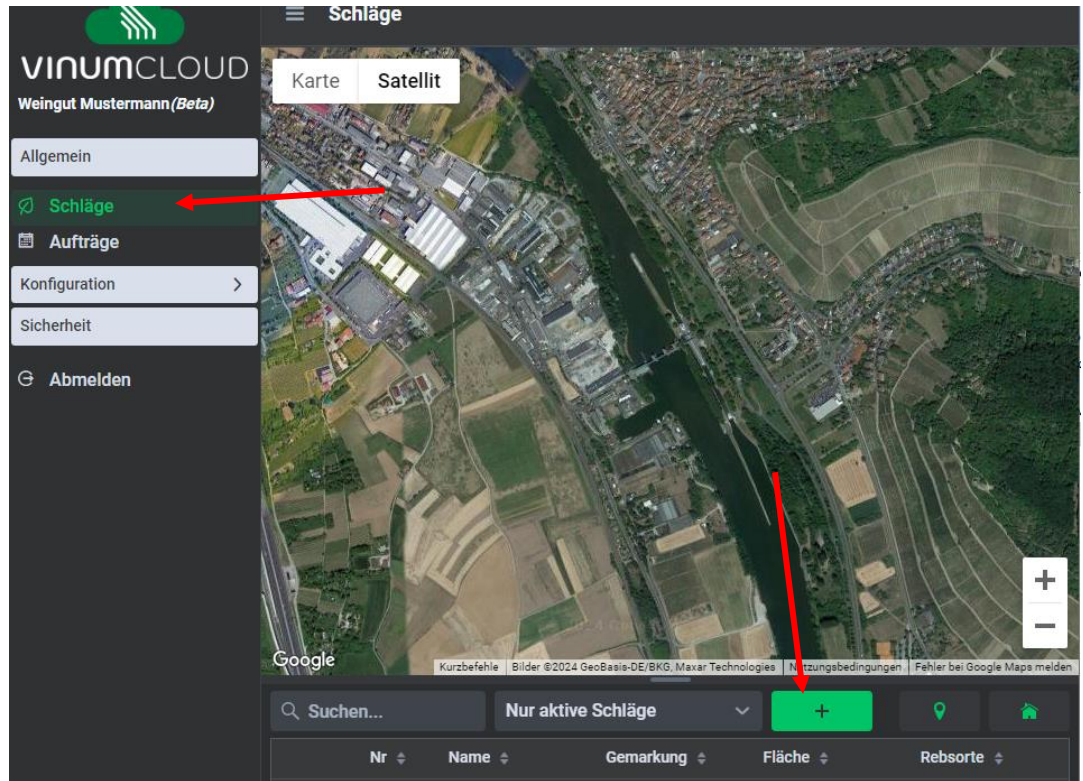 Schläge
VINUMCLOUD
Weingut Mustermann (Beta)
Allgemein
Schläge
Aufträge
Konfiguration
Sicherheit
Abmelden
Karte Satellit
Google
Kurzbefehle Bilder ©2024 GeoBasis-DE/BKG, Maxar Technologies Nutzungsbedingungen Fehler bei Google Maps melden
Suchen... Nur aktive Schläge +
Nr Name Gemarkung Fläche Rebsorte